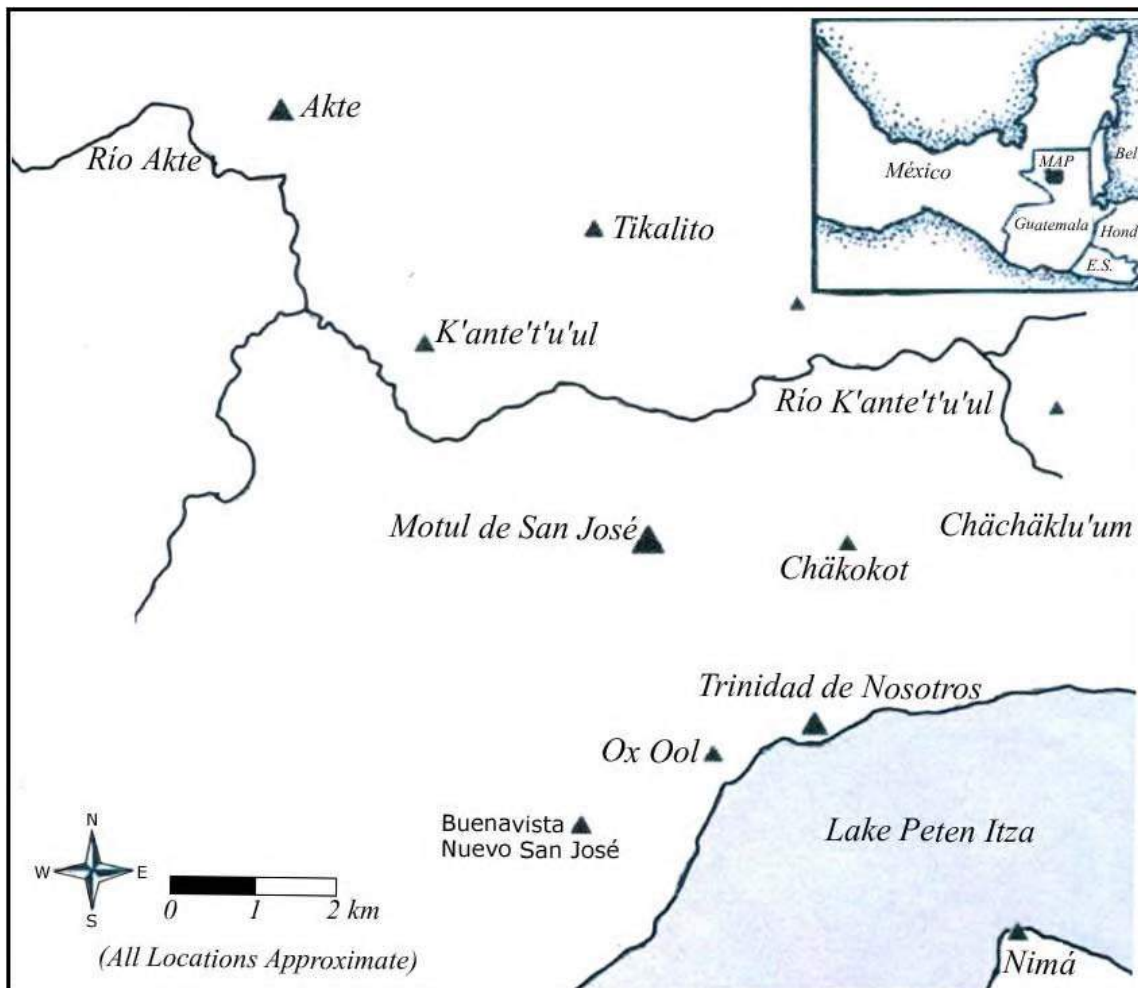 Akte
Río Akte
México
MAP
Bel
Tikalito
Guatemala
Hond
E.S.
K'ante't'u'ul
Río K'ante't'u'ul
Motul de San José
Chächäklu'um
Chäkokot
Trinidad de Nosotros
Ox Ool
Buenavista
Nuevo San José
Lake Peten Itza
N
W
E
S
0 1 2 km
(All Locations Approximate)
Nimá